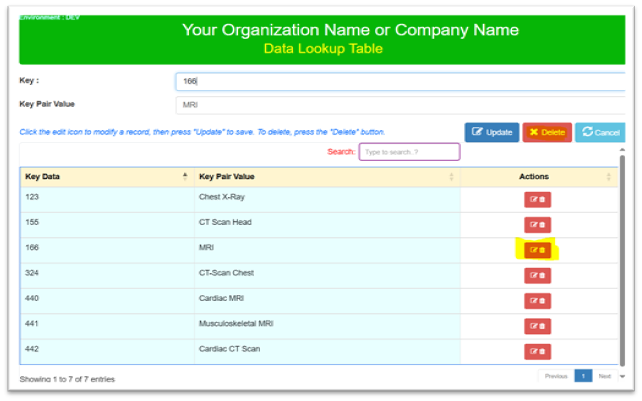 Environment : DEV
Your Organization Name or Company Name
Data Lookup Table
Key : 166
Key Pair Value MRI
Click the edit icon to modify a record, then press "Update" to save. To delete, press the "Delete" button. Update Delete Cancel
Search: Type to search..?
Key Data Key Pair Value Actions
123 Chest X-Ray
155 CT Scan Head
166 MRI
324 CT-Scan Chest
440 Cardiac MRI
441 Musculoskeletal MRI
442 Cardiac CT Scan
Showing 1 to 7 of 7 entries Previous 1 Next